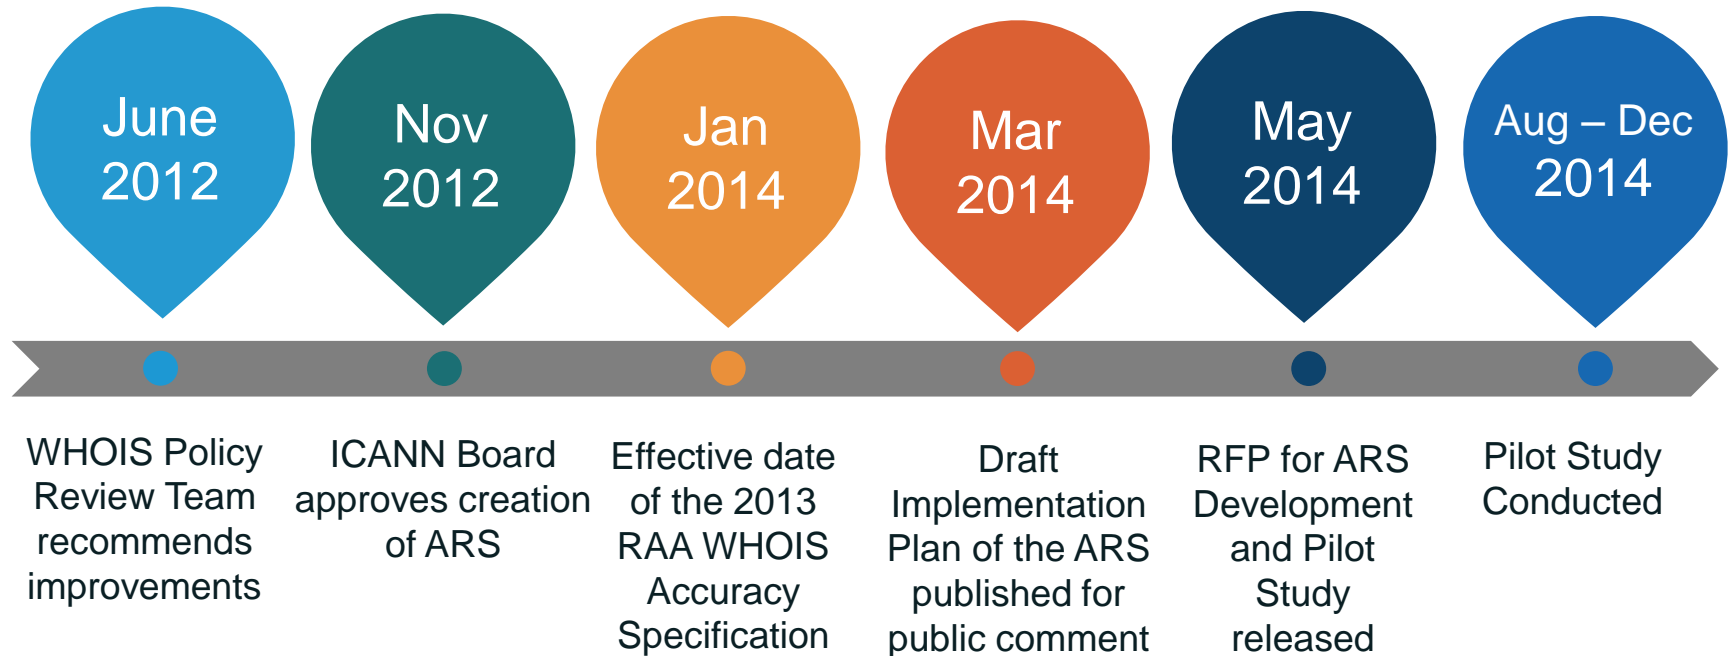 June
2012
Nov
2012
Jan
2014
Mar
2014
May
2014
Aug – Dec
2014
WHOIS Policy
Review Team
recommends
improvements
ICANN Board
approves creation
of ARS
Effective date
of the 2013
RAA WHOIS
Accuracy
Specification
Draft
Implementation
Plan of the ARS
published for
public comment
RFP for ARS
Development
and Pilot
Study
released
Pilot Study
Conducted